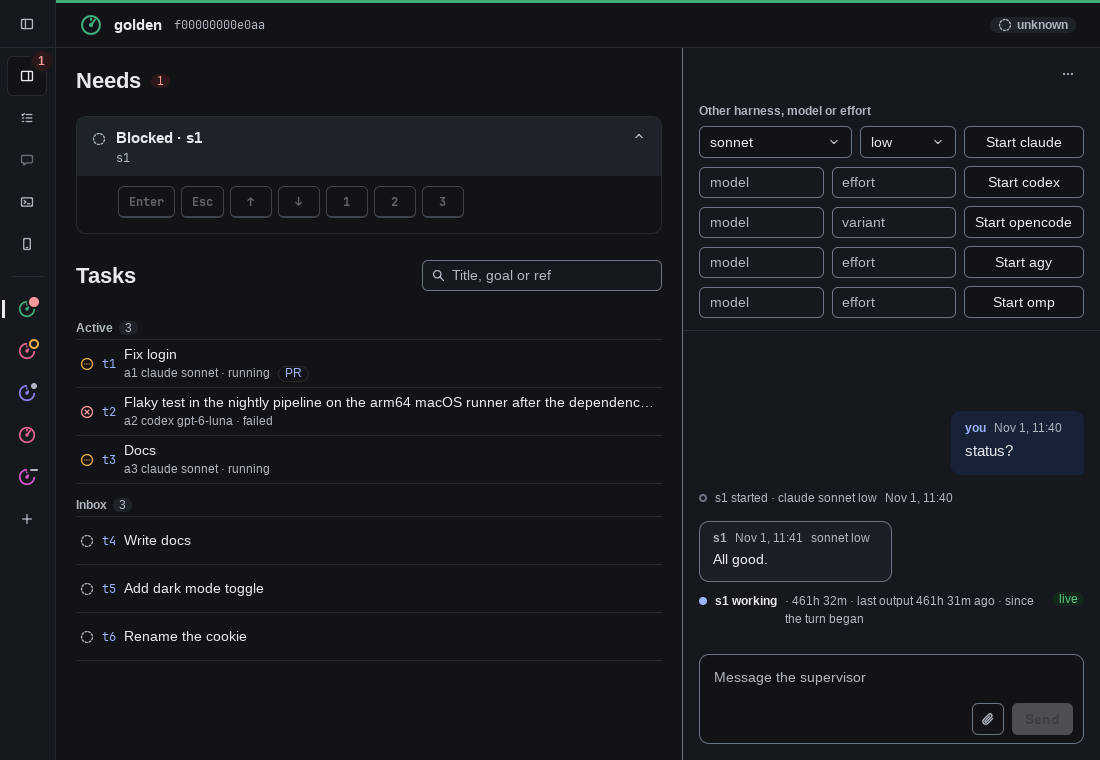 golden f00000000e0aa
unknown
1
Needs 1
Blocked · s1
s1
Enter Esc ↑ ↓ 1 2 3
Tasks
Title, goal or ref
Active 3
t1 Fix login
a1 claude sonnet · running PR
t2 Flaky test in the nightly pipeline on the arm64 macOS runner after the dependenc…
a2 codex gpt-6-luna · failed
t3 Docs
a3 claude sonnet · running
Inbox 3
t4 Write docs
t5 Add dark mode toggle
t6 Rename the cookie
Other harness, model or effort
sonnet low Start claude
model effort Start codex
model variant Start opencode
model effort Start agy
model effort Start omp
you Nov 1, 11:40
status?
s1 started · claude sonnet low Nov 1, 11:40
s1 Nov 1, 11:41 sonnet low
All good.
s1 working · 461h 32m · last output 461h 31m ago · since live
the turn began
Message the supervisor
Send